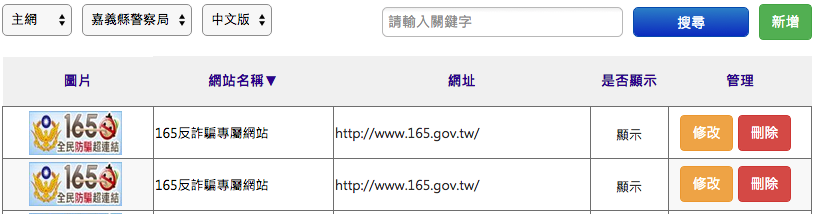 主網 嘉義縣警察局 中文版 請輸入關鍵字 搜尋 新增
圖片 網站名稱▼ 網址 是否顯示 管理
165 全民防騙超連結 165反詐騙專屬網站 http://www.165.gov.tw/ 顯示 修改 刪除
165 全民防騙超連結 165反詐騙專屬網站 http://www.165.gov.tw/ 顯示 修改 刪除